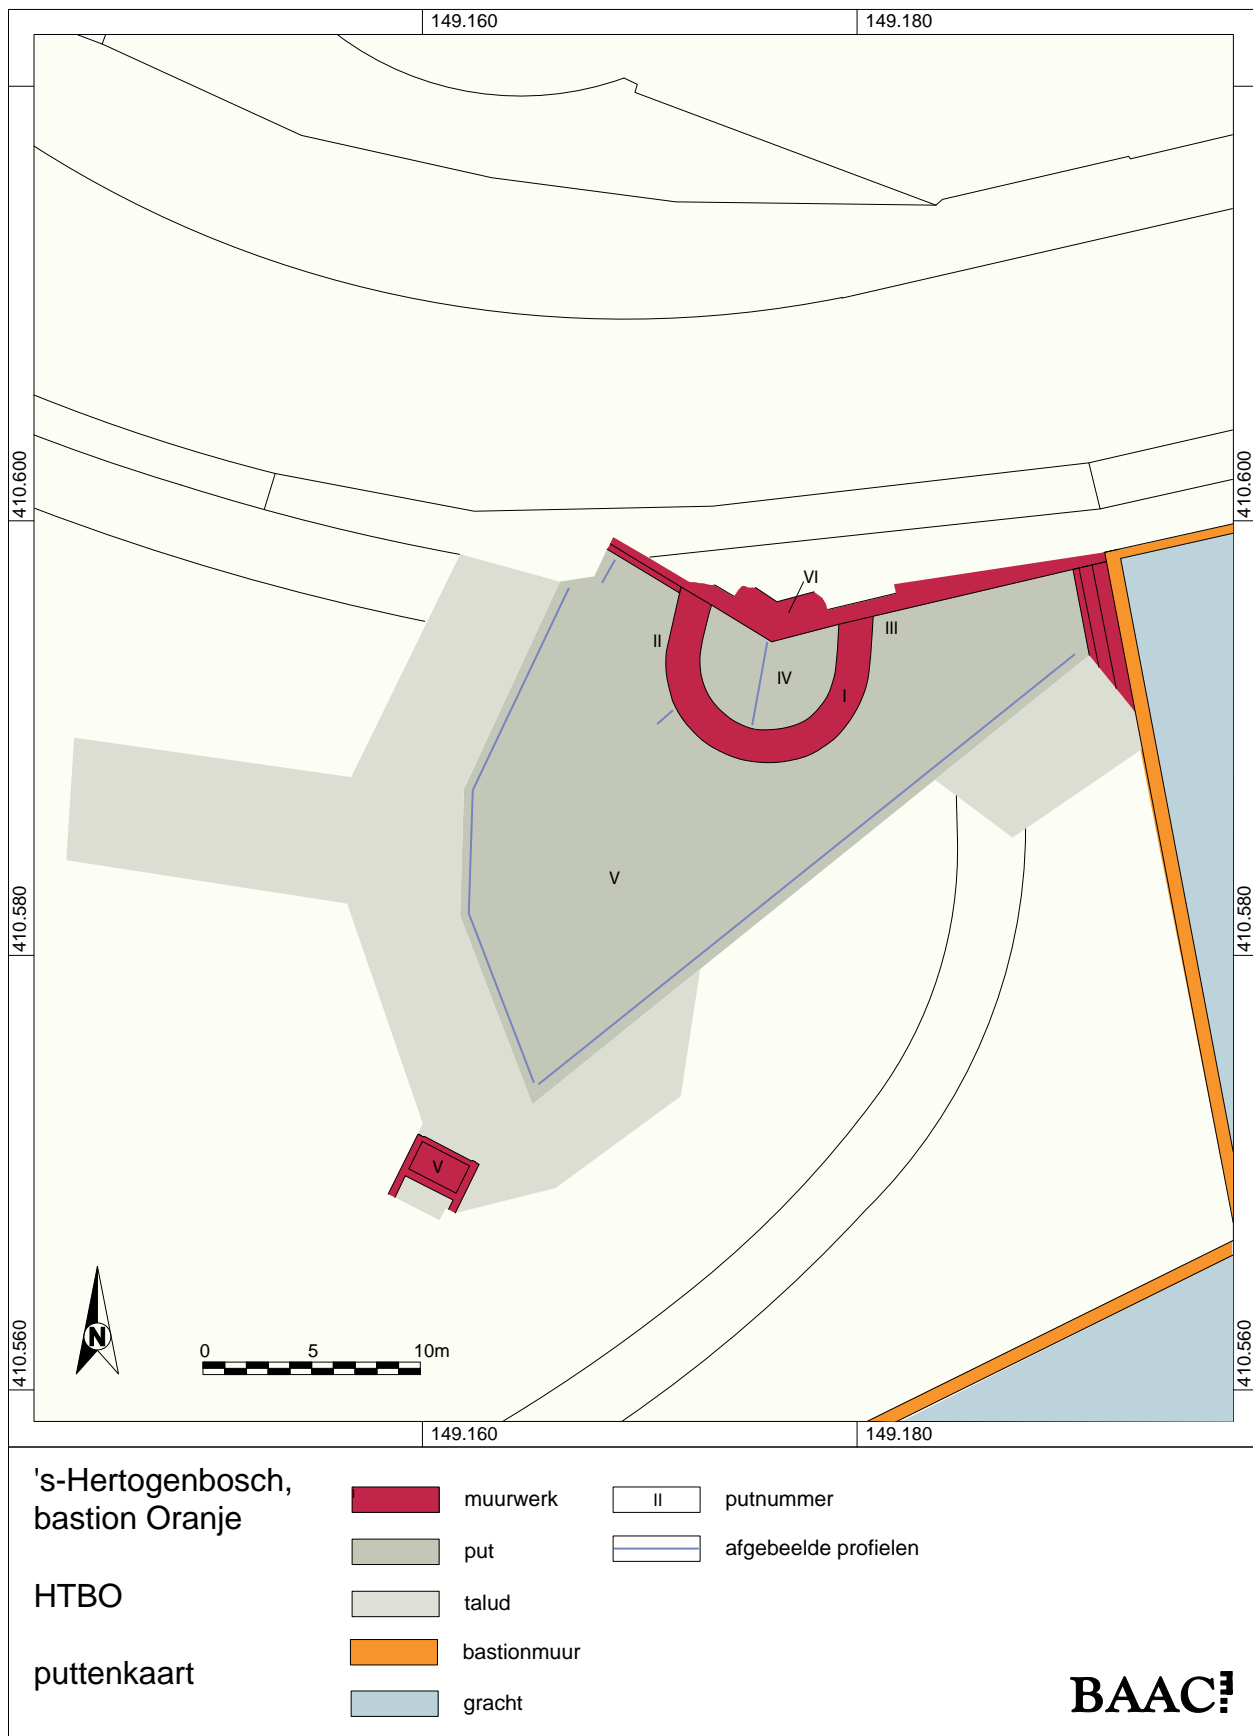 149.160
149.180
410.600
410.600
VI
II
III
IV
I
V
410.580
410.580
V
N
0
5
10m
410.560
410.560
149.160
149.180
's-Hertogenbosch,
bastion Oranje
HTBO
puttenkaart
muurwerk
put
talud
bastionmuur
gracht
II
putnummer
afgebeelde profielen
BAAC